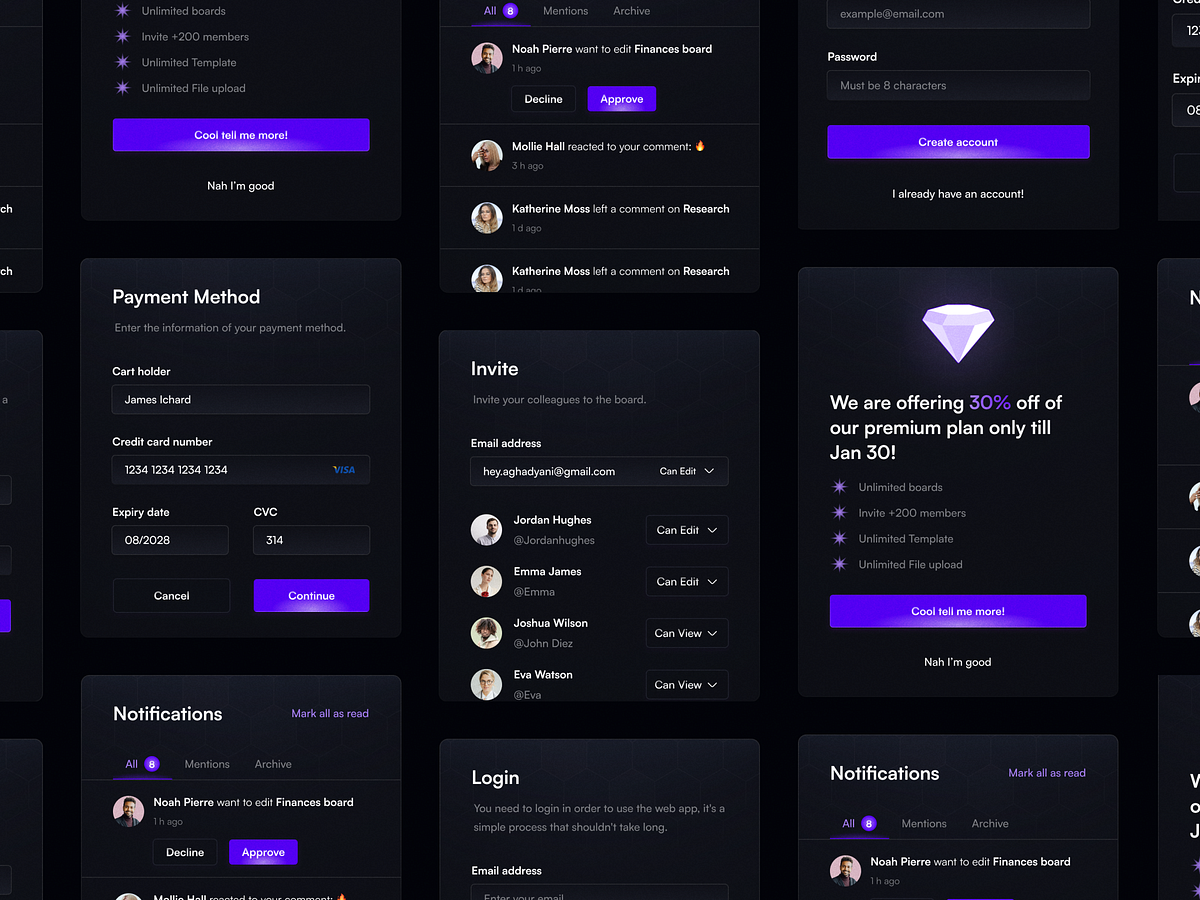 ch
ch
a
Unlimited boards
Invite +200 members
Unlimited Template
Unlimited File upload
Cool tell me more!
Nah I'm good
Payment Method
Enter the information of your payment method.
Cart holder
James Ichard
Credit card number
1234 1234 1234 1234 VISA
Expiry date CVC
08/2028 314
Cancel Continue
Notifications Mark all as read
All 8 Mentions Archive
Noah Pierre want to edit Finances board
1 h ago
Decline Approve
Mollie Hall reacted to your comment: 🔥
All 8 Mentions Archive
Noah Pierre want to edit Finances board
1 h ago
Decline Approve
Mollie Hall reacted to your comment: 🔥
3 h ago
Katherine Moss left a comment on Research
1 d ago
Katherine Moss left a comment on Research
1 d ago
Invite
Invite your colleagues to the board.
Email address
hey.aghadyani@gmail.com Can Edit
Jordan Hughes Can Edit
@Jordanhughes
Emma James Can Edit
@Emma
Joshua Wilson Can View
@John Diez
Eva Watson Can View
@Eva
Login
You need to login in order to use the web app, it's a
simple process that shouldn't take long.
Email address
Enter your email
example@email.com
Password
Must be 8 characters
Create account
I already have an account!
We are offering 30% off of
our premium plan only till
Jan 30!
Unlimited boards
Invite +200 members
Unlimited Template
Unlimited File upload
Cool tell me more!
Nah I'm good
Notifications Mark all as read
All 8 Mentions Archive
Noah Pierre want to edit Finances board
1 h ago
123
Expir
08
N
W
o
J